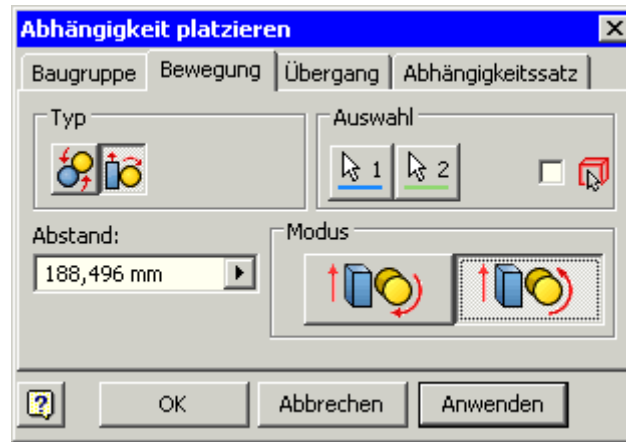 Abhängigkeit platzieren
Baugruppe Bewegung Übergang Abhängigkeitssatz
Typ Auswahl
1 2
Abstand: Modus
188,496 mm
OK Abbrechen Anwenden